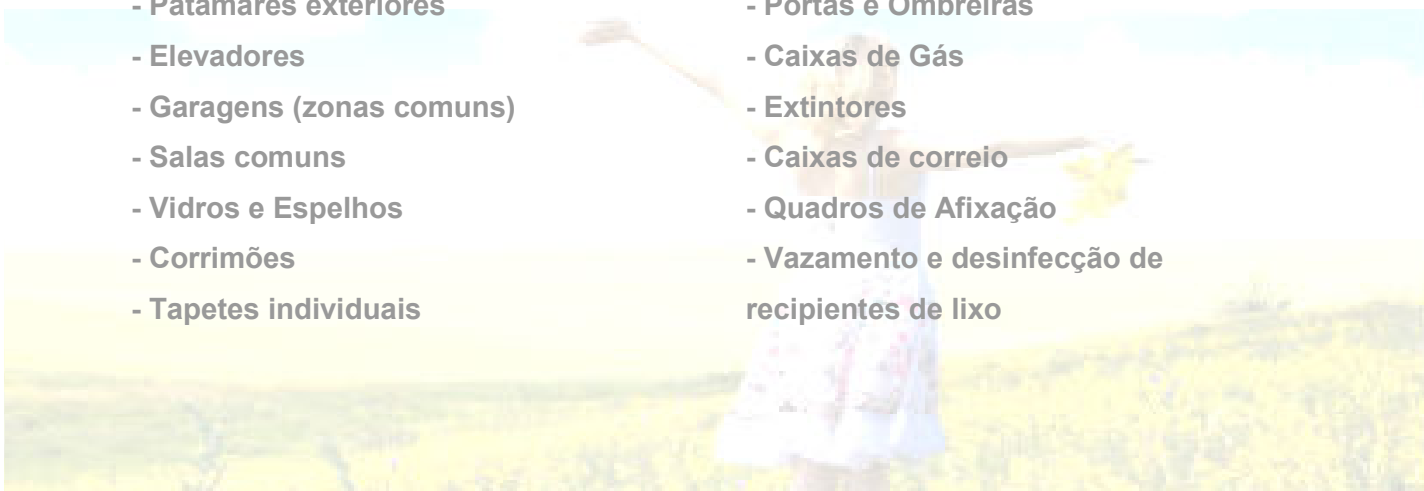 - Patamares exteriores
- Elevadores
- Garagens (zonas comuns)
- Salas comuns
- Vidros e Espelhos
- Corrimões
- Tapetes individuais
- Portas e Ombreiras
- Caixas de Gás
- Extintores
- Caixas de correio
- Quadros de Afixação
- Vazamento e desinfecção de
recipientes de lixo